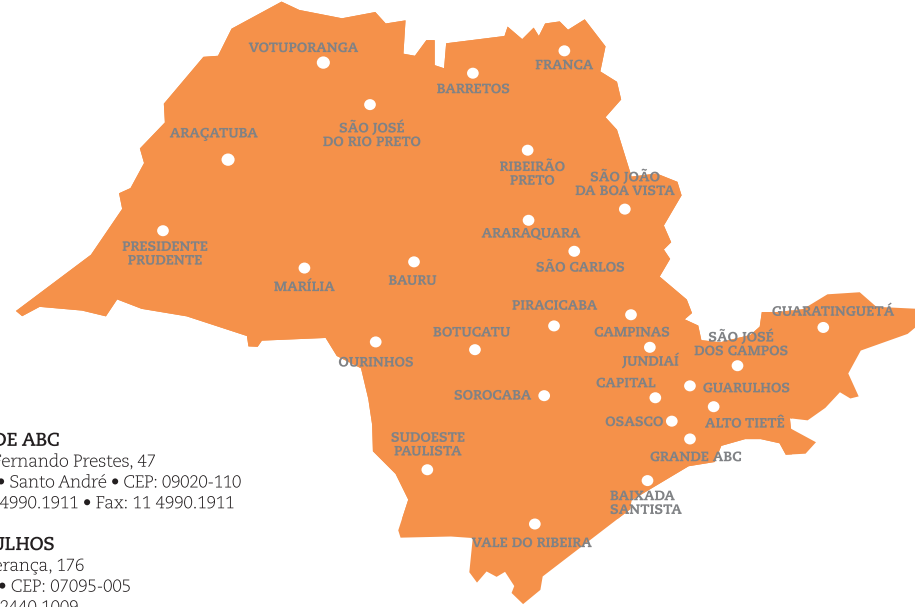 VOTUPORANGA
FRANCA
BARRETOS
SÃO JOSÉ
DO RIO PRETO
ARAÇATUBA
RIBEIRÃO
PRETO
SÃO JOÃO
DA BOA VISTA
ARARAQUARA
PRESIDENTE
PRUDENTE
SÃO CARLOS
MARÍLIA
BAURU
PIRACICABA
GUARATINGUETÁ
BOTUCATU
CAMPINAS
SÃO JOSÉ
DOS CAMPOS
OURINHOS
JUNDIAÍ
CAPITAL
GUARULHOS
SOROCABA
OSASCO
ALTO TIETÊ
SUDOESTE
PAULISTA
GRANDE ABC
BAIXADA
SANTISTA
VALE DO RIBEIRA
DE ABC
Fernando Prestes, 47
• Santo André • CEP: 09020-110
4990.1911 • Fax: 11 4990.1911
ULHOS
erança, 176
• CEP: 07095-005
2440.1009